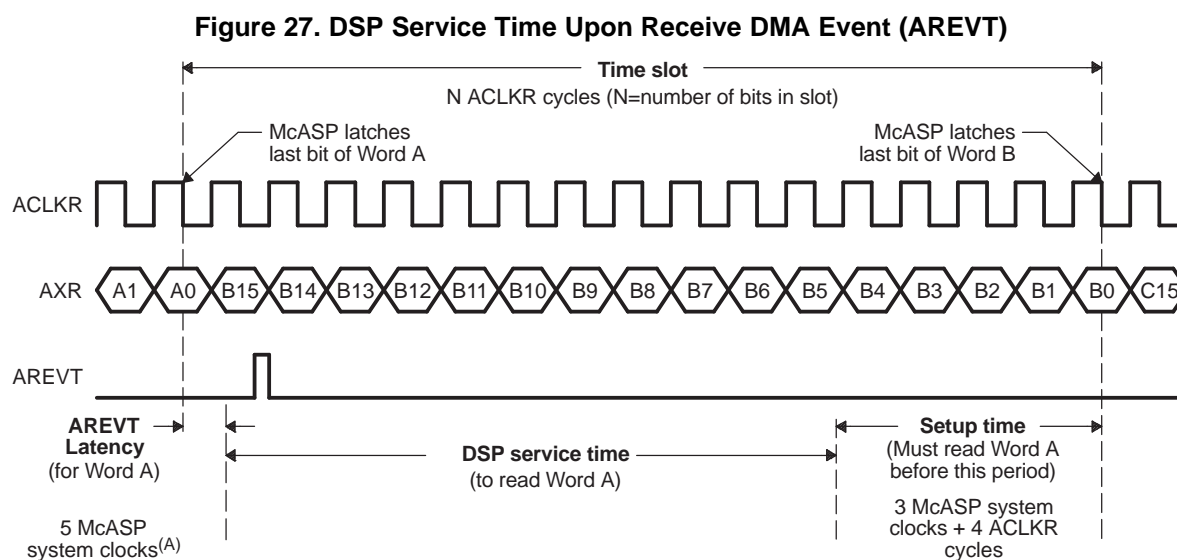 Figure 27. DSP Service Time Upon Receive DMA Event (AREVT)
Time slot
N ACLKR cycles (N=number of bits in slot)
McASP latches
last bit of Word A
McASP latches
last bit of Word B
ACLKR
AXR A1 A0 B15 B14 B13 B12 B11 B10 B9 B8 B7 B6 B5 B4 B3 B2 B1 B0 C15
AREVT
AREVT
Latency
(for Word A)
DSP service time
(to read Word A)
Setup time
(Must read Word A
before this period)
5 McASP
system clocks(A)
3 McASP system
clocks + 4 ACLKR
cycles